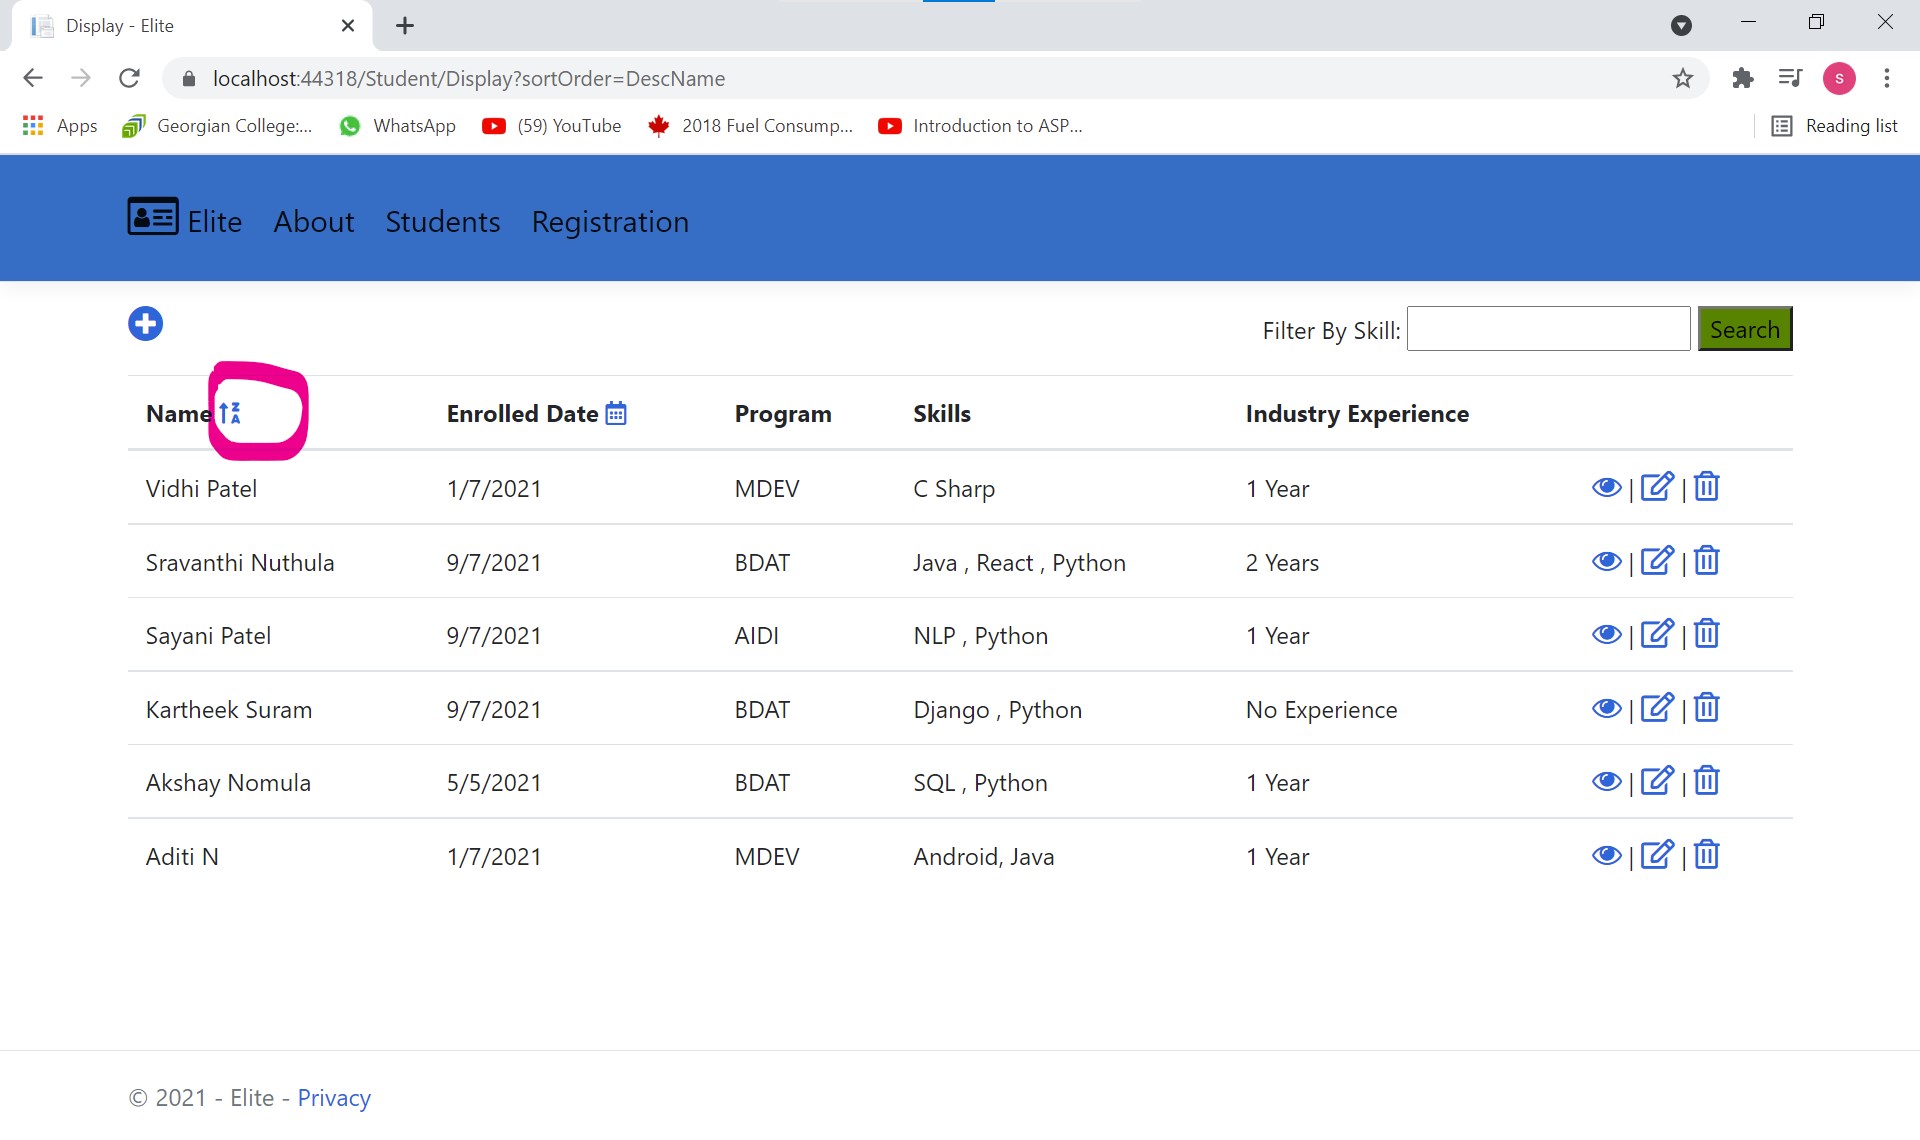 Display - Elite
localhost:44318/Student/Display?sortOrder=DescName
S
Apps Georgian College:... WhatsApp (59) YouTube 2018 Fuel Consump... Introduction to ASP... Reading list
Elite About Students Registration
Filter By Skill: Search
Name Z A Enrolled Date Program Skills Industry Experience
Vidhi Patel 1/7/2021 MDEV C Sharp 1 Year | |
Sravanthi Nuthula 9/7/2021 BDAT Java , React , Python 2 Years | |
Sayani Patel 9/7/2021 AIDI NLP , Python 1 Year | |
Kartheek Suram 9/7/2021 BDAT Django , Python No Experience | |
Akshay Nomula 5/5/2021 BDAT SQL , Python 1 Year | |
Aditi N 1/7/2021 MDEV Android, Java 1 Year | |
© 2021 - Elite - Privacy